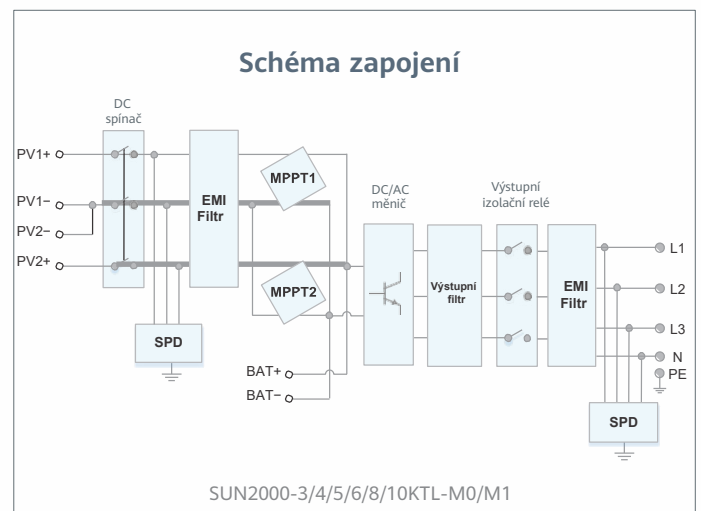 Schéma zapojení
DC
spínač
PV1+
PV1−
PV2−
PV2+
EMI
Filtr
MPPT1
MPPT2
SPD
BAT+
BAT−
DC/AC
měnič
Výstupní
filtr
Výstupní
izolační relé
EMI
Filtr
L1
L2
L3
N
PE
SPD
SUN2000-3/4/5/6/8/10KTL-M0/M1